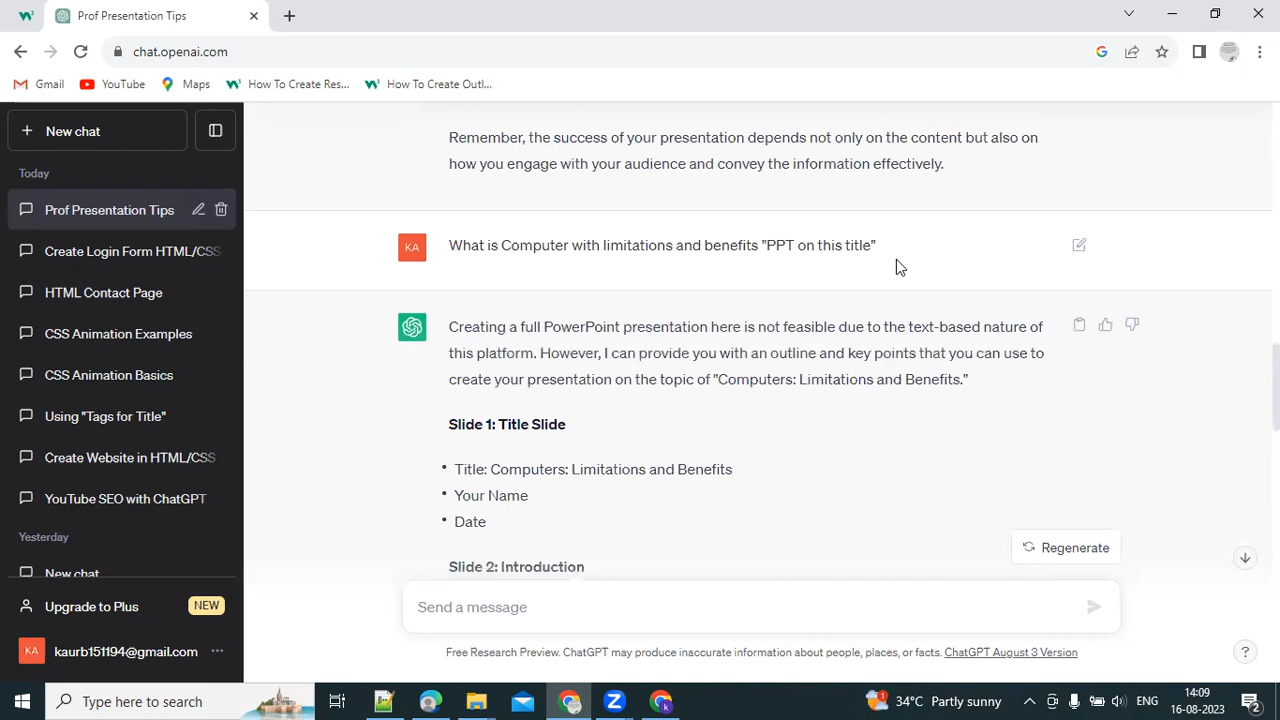 Prof Presentation Tips
chat.openai.com
Gmail YouTube Maps How To Create Res... How To Create Outl...
New chat
Today
Prof Presentation Tips
Create Login Form HTML/CSS
HTML Contact Page
CSS Animation Examples
CSS Animation Basics
Using "Tags for Title"
Create Website in HTML/CSS
YouTube SEO with ChatGPT
Yesterday
New chat
Upgrade to Plus NEW
KA kaurb151194@gmail.com
Remember, the success of your presentation depends not only on the content but also on
how you engage with your audience and convey the information effectively.
KA What is Computer with limitations and benefits "PPT on this title"
Creating a full PowerPoint presentation here is not feasible due to the text-based nature of
this platform. However, I can provide you with an outline and key points that you can use to
create your presentation on the topic of "Computers: Limitations and Benefits."
Slide 1: Title Slide
• Title: Computers: Limitations and Benefits
• Your Name
• Date
Regenerate
Slide 2: Introduction
Send a message
Free Research Preview. ChatGPT may produce inaccurate information about people, places, or facts. ChatGPT August 3 Version
?
Type here to search
1 34°C Partly sunny ENG
14:09
16-08-2023
2